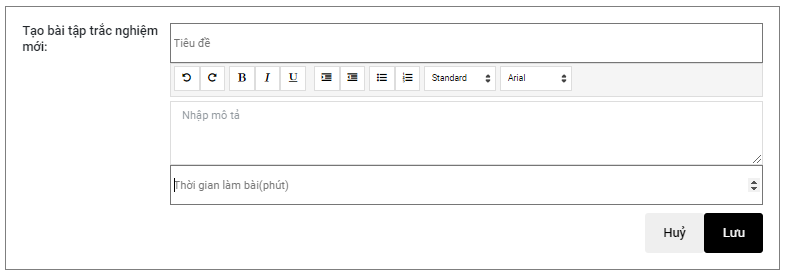 Tạo bài tập trắc nghiệm
mới:
Tiêu đề
B I U Standard Arial
Nhập mô tả
Thời gian làm bài(phút)
Huỷ Lưu